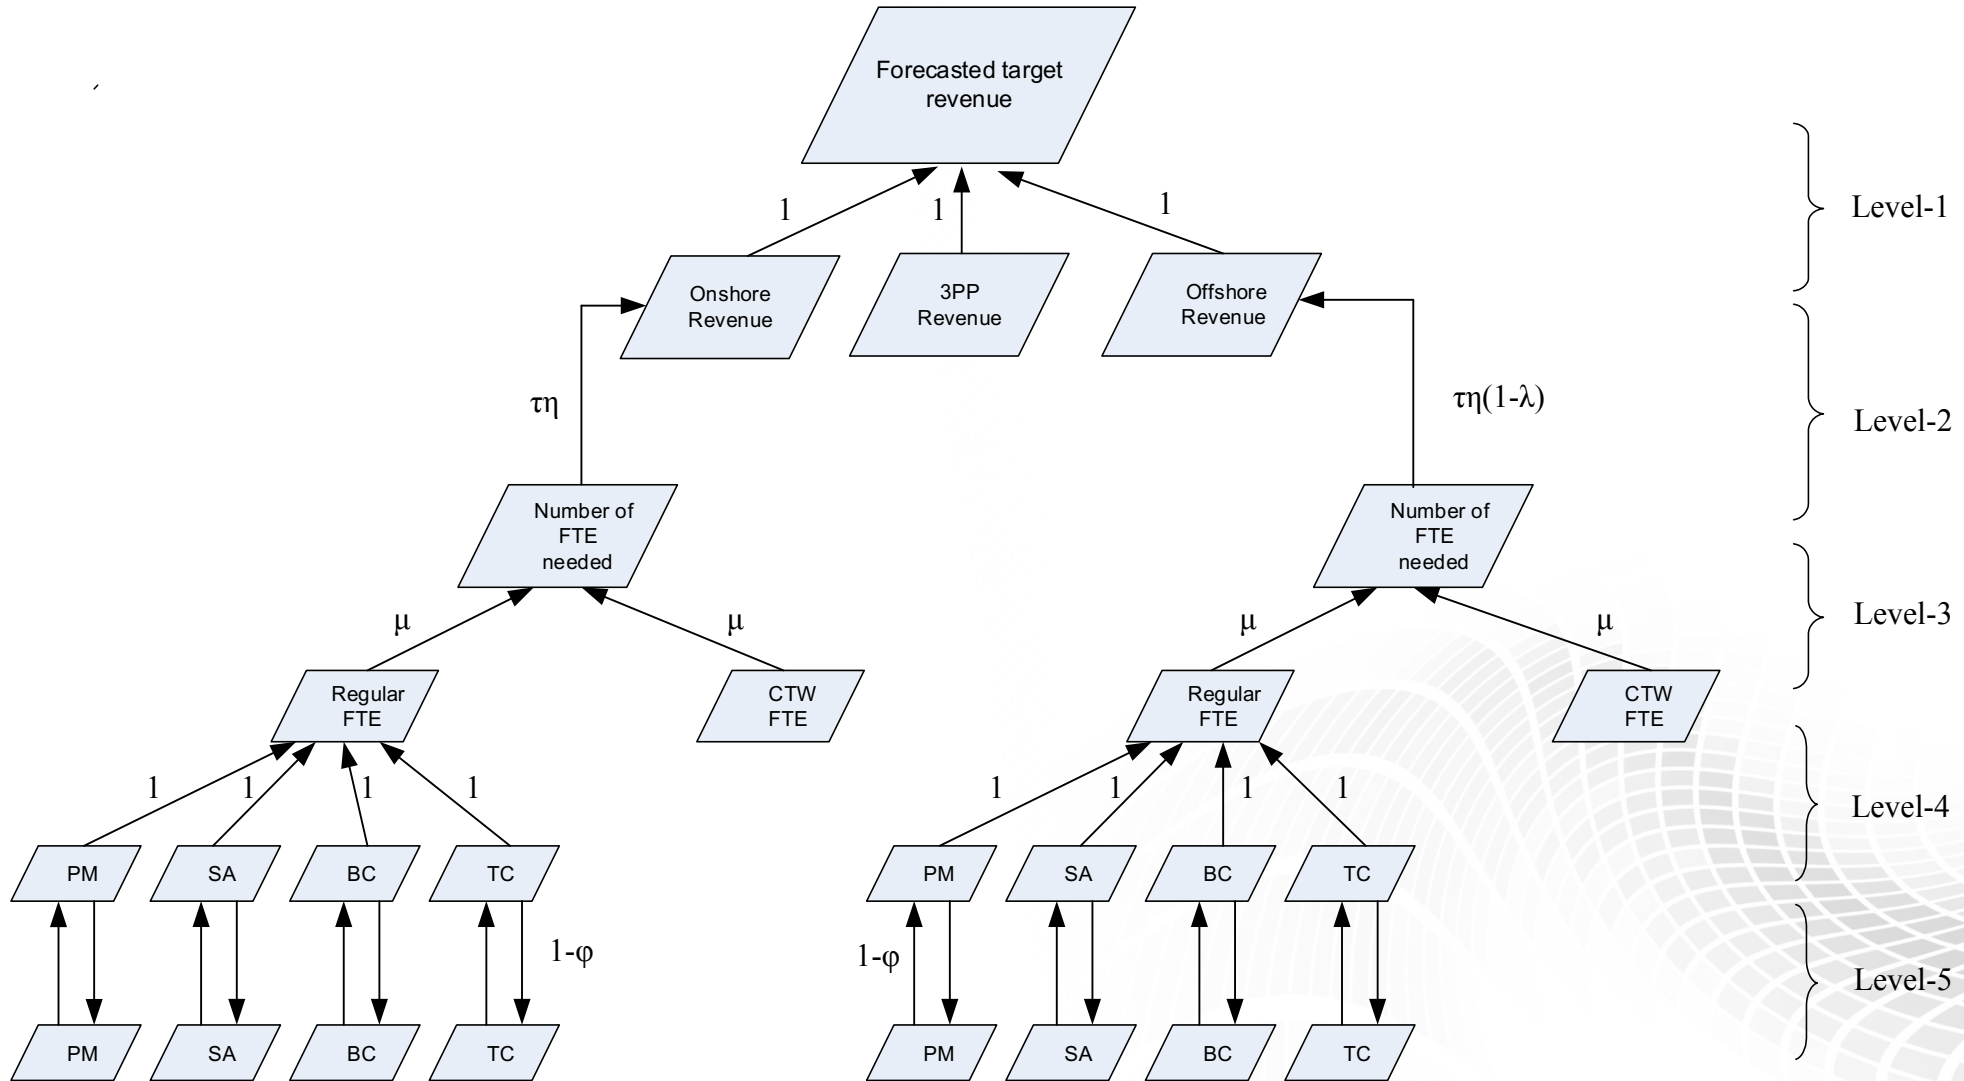 Forecasted target
revenue
1
1
1
Level-1
Onshore
Revenue
3PP
Revenue
Offshore
Revenue
τη
τη(1-λ)
Level-2
Number of
FTE
needed
Number of
FTE
needed
μ
μ
μ
μ
Level-3
Regular
FTE
CTW
FTE
Regular
FTE
CTW
FTE
1
1
1
1
1
1
1
1
Level-4
PM
SA
BC
TC
PM
SA
BC
TC
1-φ
1-φ
Level-5
PM
SA
BC
TC
PM
SA
BC
TC